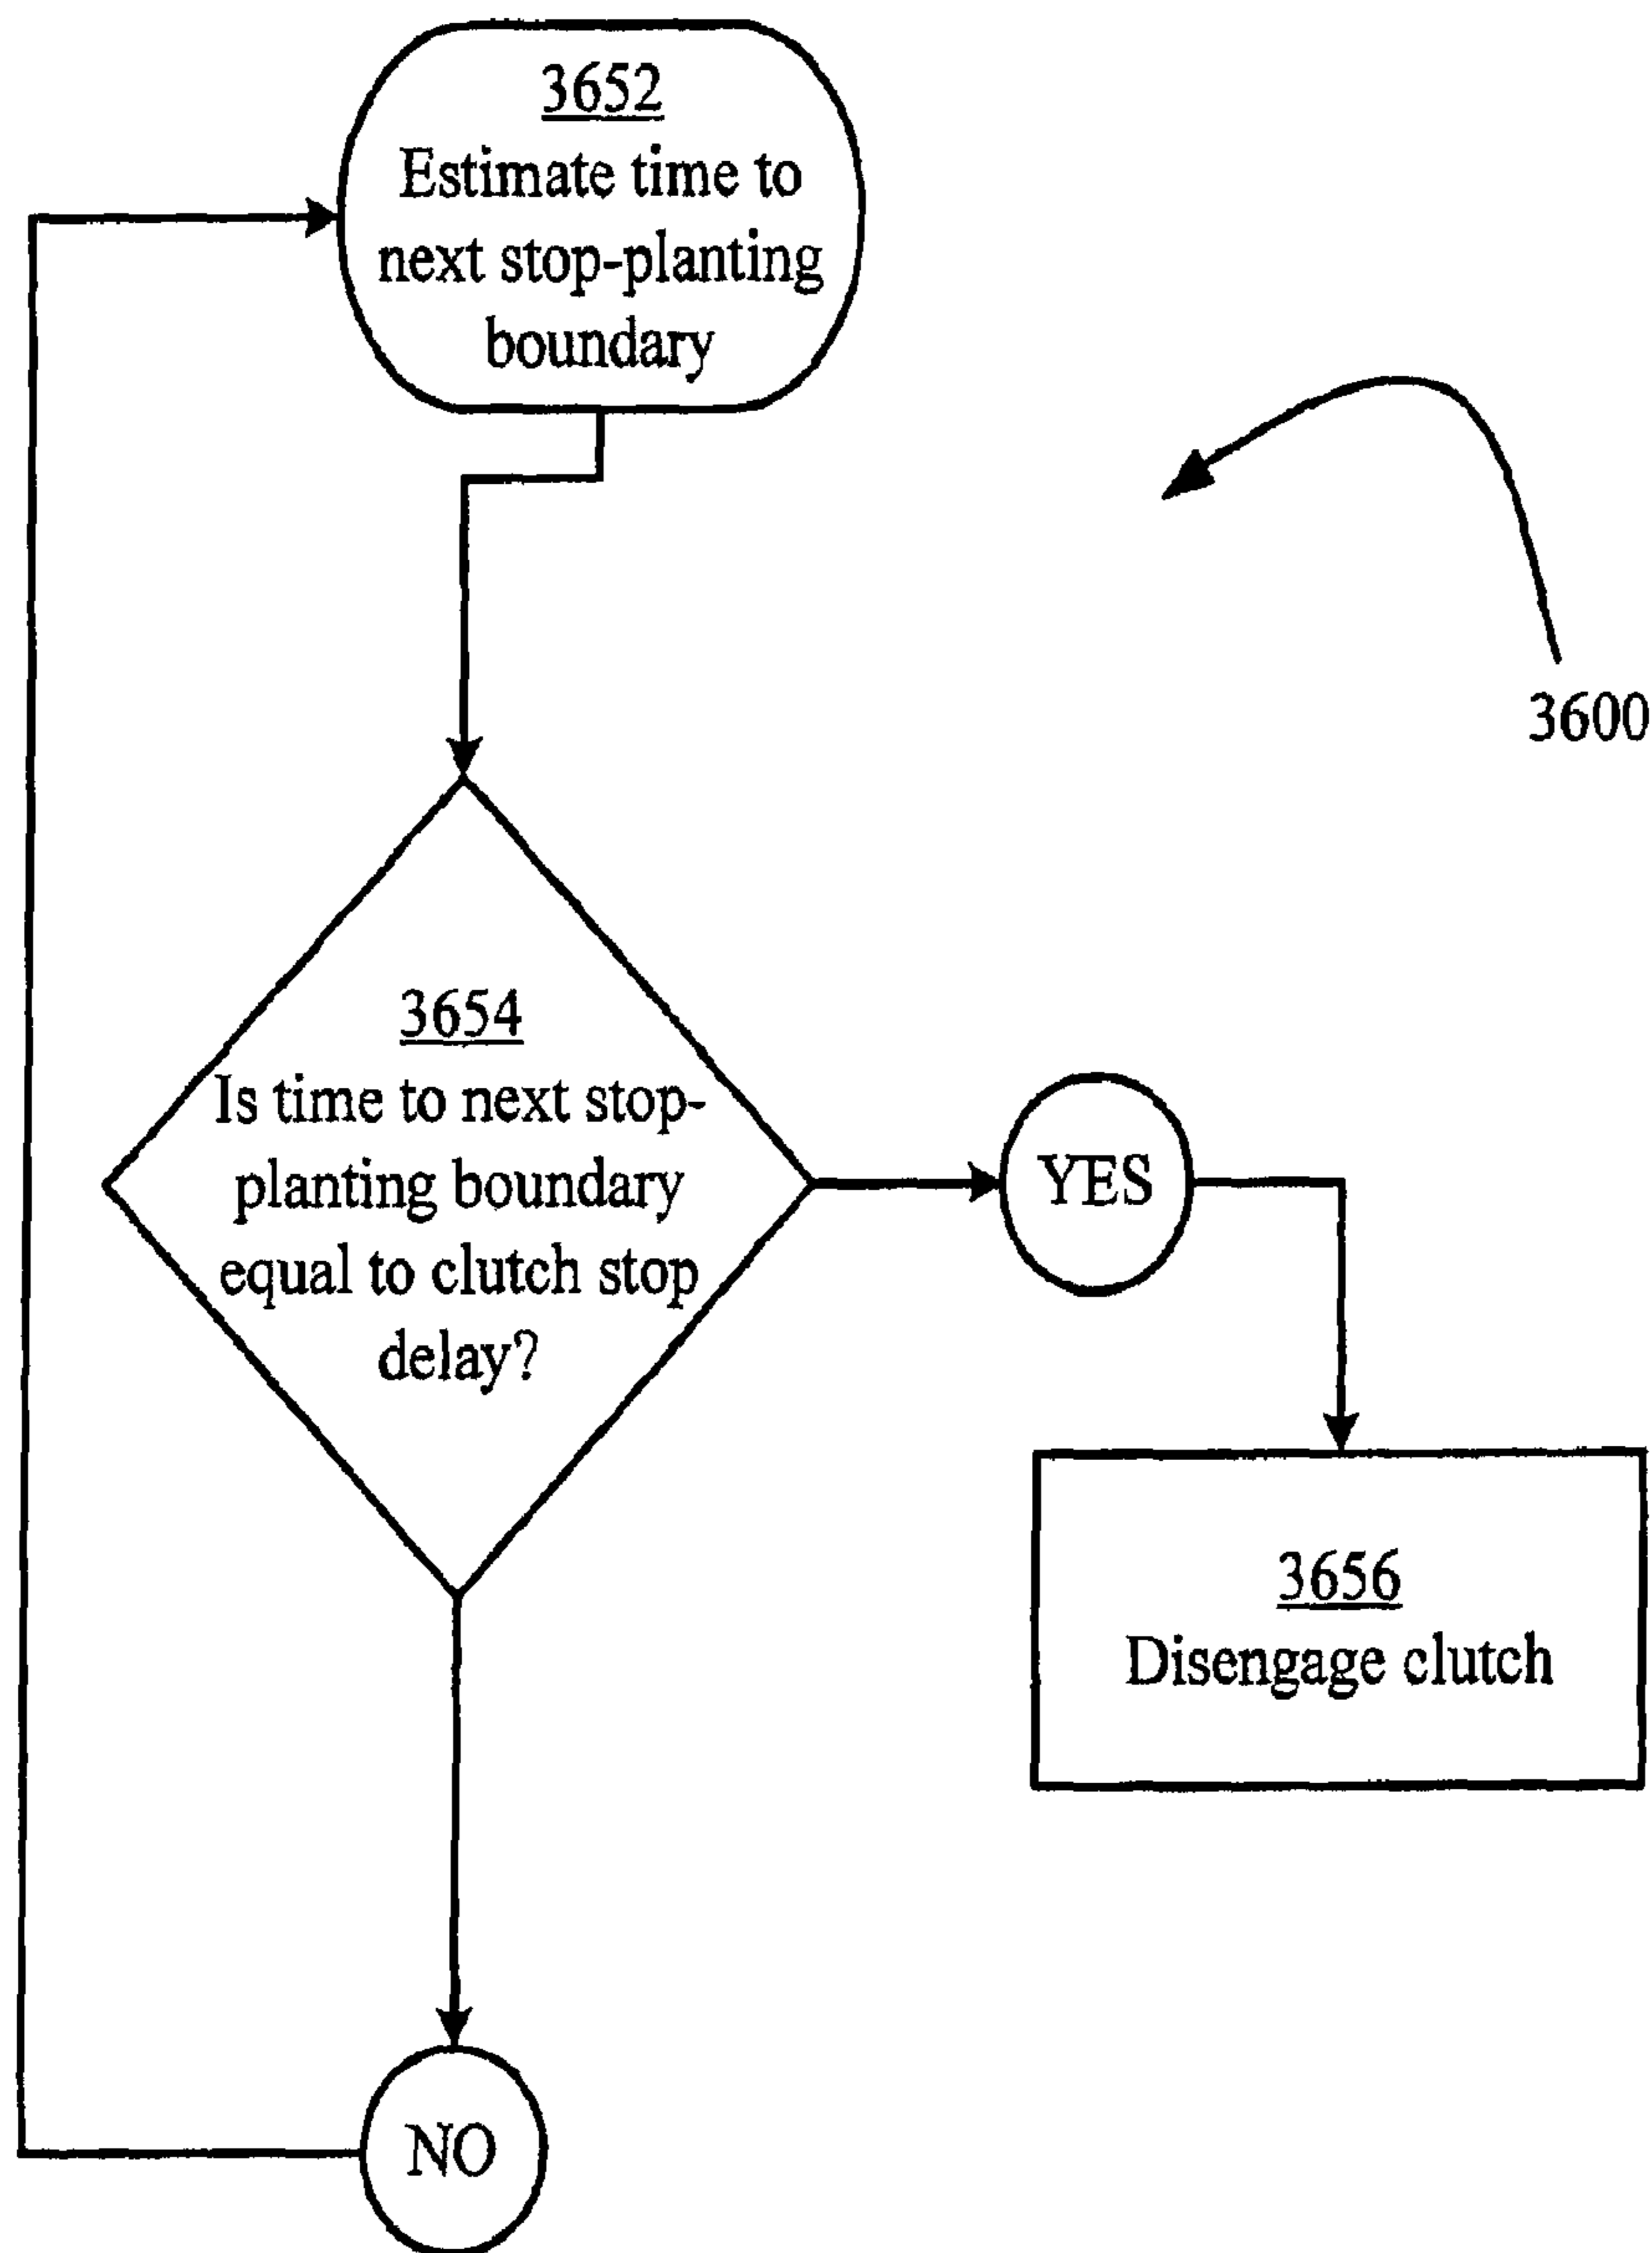 3652
Estimate time to
next stop-planting
boundary
3600
3654
Is time to next stop-
planting boundary
equal to clutch stop
delay?
YES
3656
Disengage clutch
NO